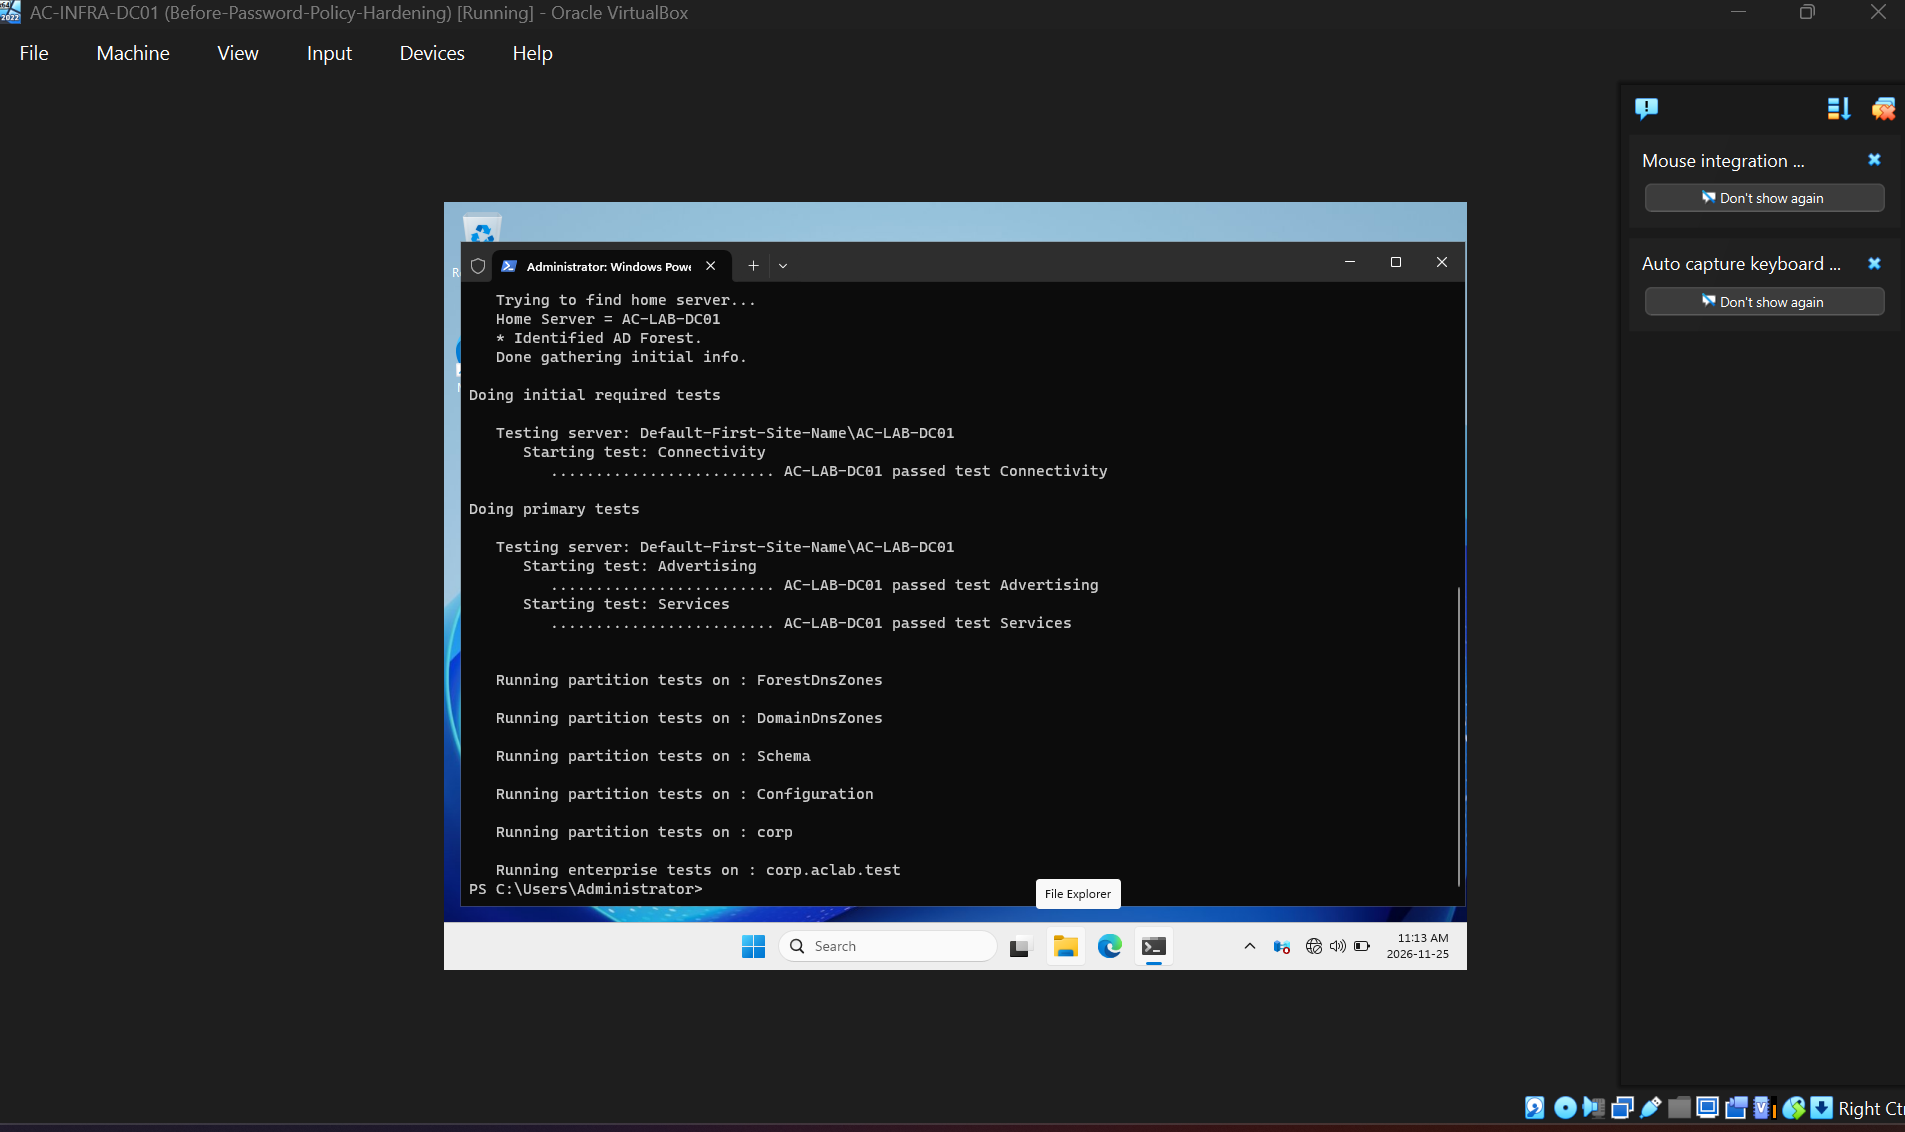 AC-INFRA-DC01 (Before-Password-Policy-Hardening) [Running] - Oracle VirtualBox
File Machine View Input Devices Help
Mouse integration ...
Don't show again
Auto capture keyboard ...
Don't show again
Administrator: Windows Powe
Trying to find home server...
Home Server = AC-LAB-DC01
* Identified AD Forest.
Done gathering initial info.
Doing initial required tests
Testing server: Default-First-Site-Name\AC-LAB-DC01
Starting test: Connectivity
......................... AC-LAB-DC01 passed test Connectivity
Doing primary tests
Testing server: Default-First-Site-Name\AC-LAB-DC01
Starting test: Advertising
......................... AC-LAB-DC01 passed test Advertising
Starting test: Services
......................... AC-LAB-DC01 passed test Services
Running partition tests on : ForestDnsZones
Running partition tests on : DomainDnsZones
Running partition tests on : Schema
Running partition tests on : Configuration
Running partition tests on : corp
Running enterprise tests on : corp.aclab.test
PS C:\Users\Administrator>
File Explorer
Search
11:13 AM
2026-11-25
Right Ct